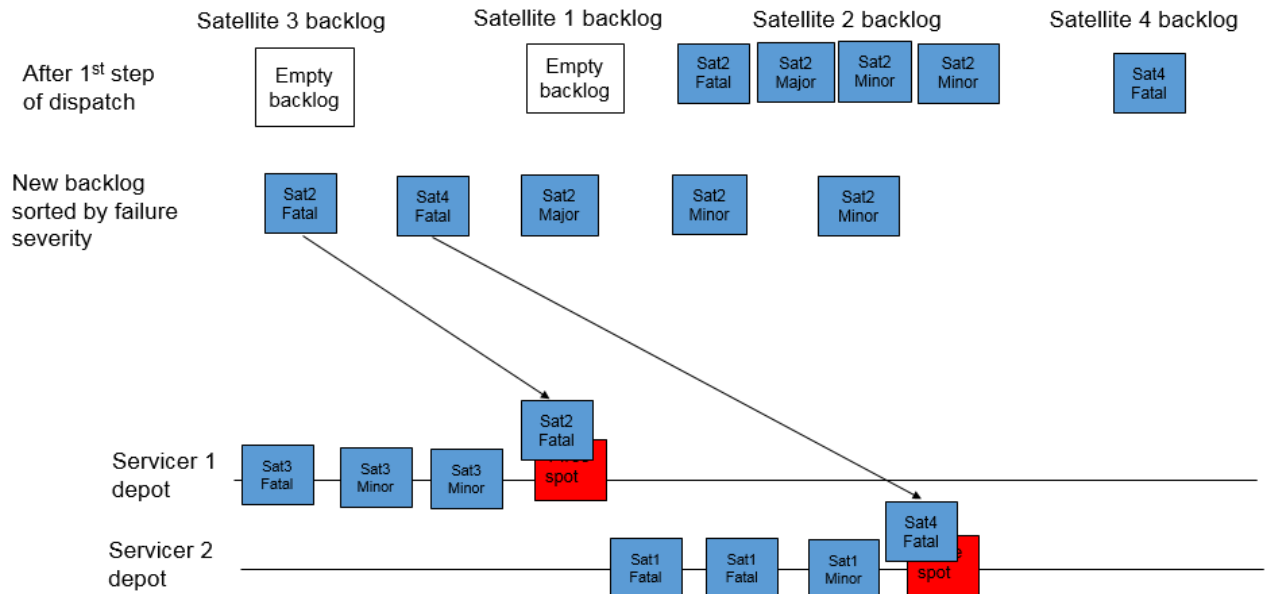 Satellite 3 backlog
Satellite 1 backlog
Satellite 2 backlog
Satellite 4 backlog
After 1st step
of dispatch
Empty
backlog
Empty
backlog
Sat2
Fatal
Sat2
Major
Sat2
Minor
Sat2
Minor
Sat4
Fatal
New backlog
sorted by failure
severity
Sat2
Fatal
Sat4
Fatal
Sat2
Major
Sat2
Minor
Sat2
Minor
Servicer 1
depot
Sat3
Fatal
Sat3
Minor
Sat3
Minor
Sat2
Fatal
spot
Servicer 2
depot
Sat1
Fatal
Sat1
Fatal
Sat1
Minor
Sat4
Fatal
spot